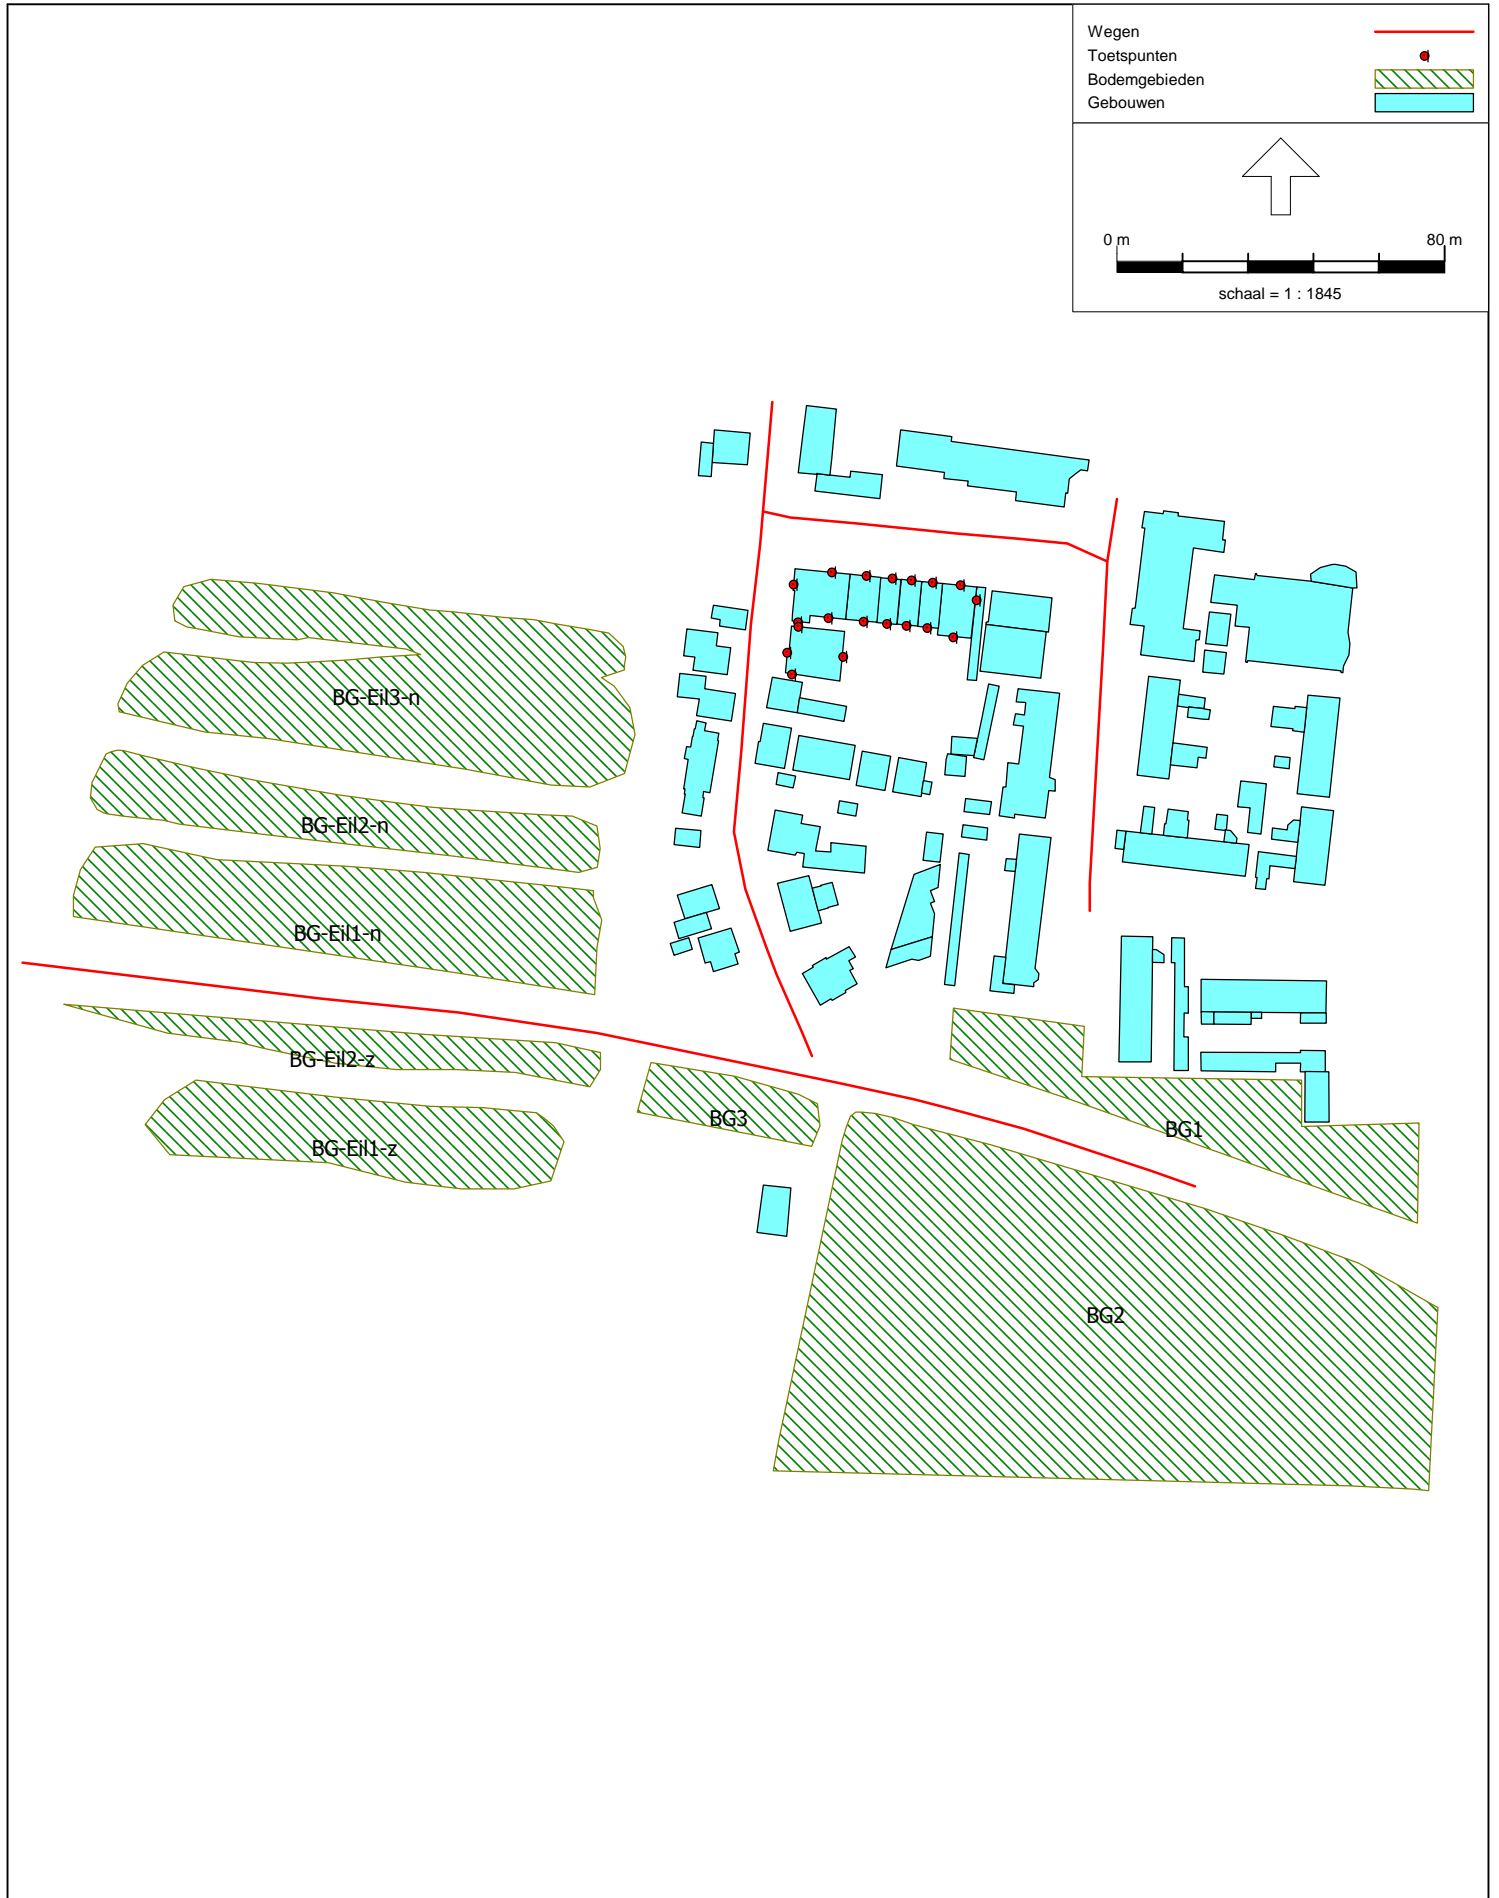 Wegen
Toetspunten
Bodemgebieden
Gebouwen
0 m 80 m
schaal = 1 : 1845
BG-Eil3-n
BG-Eil2-n
BG-Eil1-n
BG-Eil2-z
BG3
BG1
BG-Eil1-z
BG2